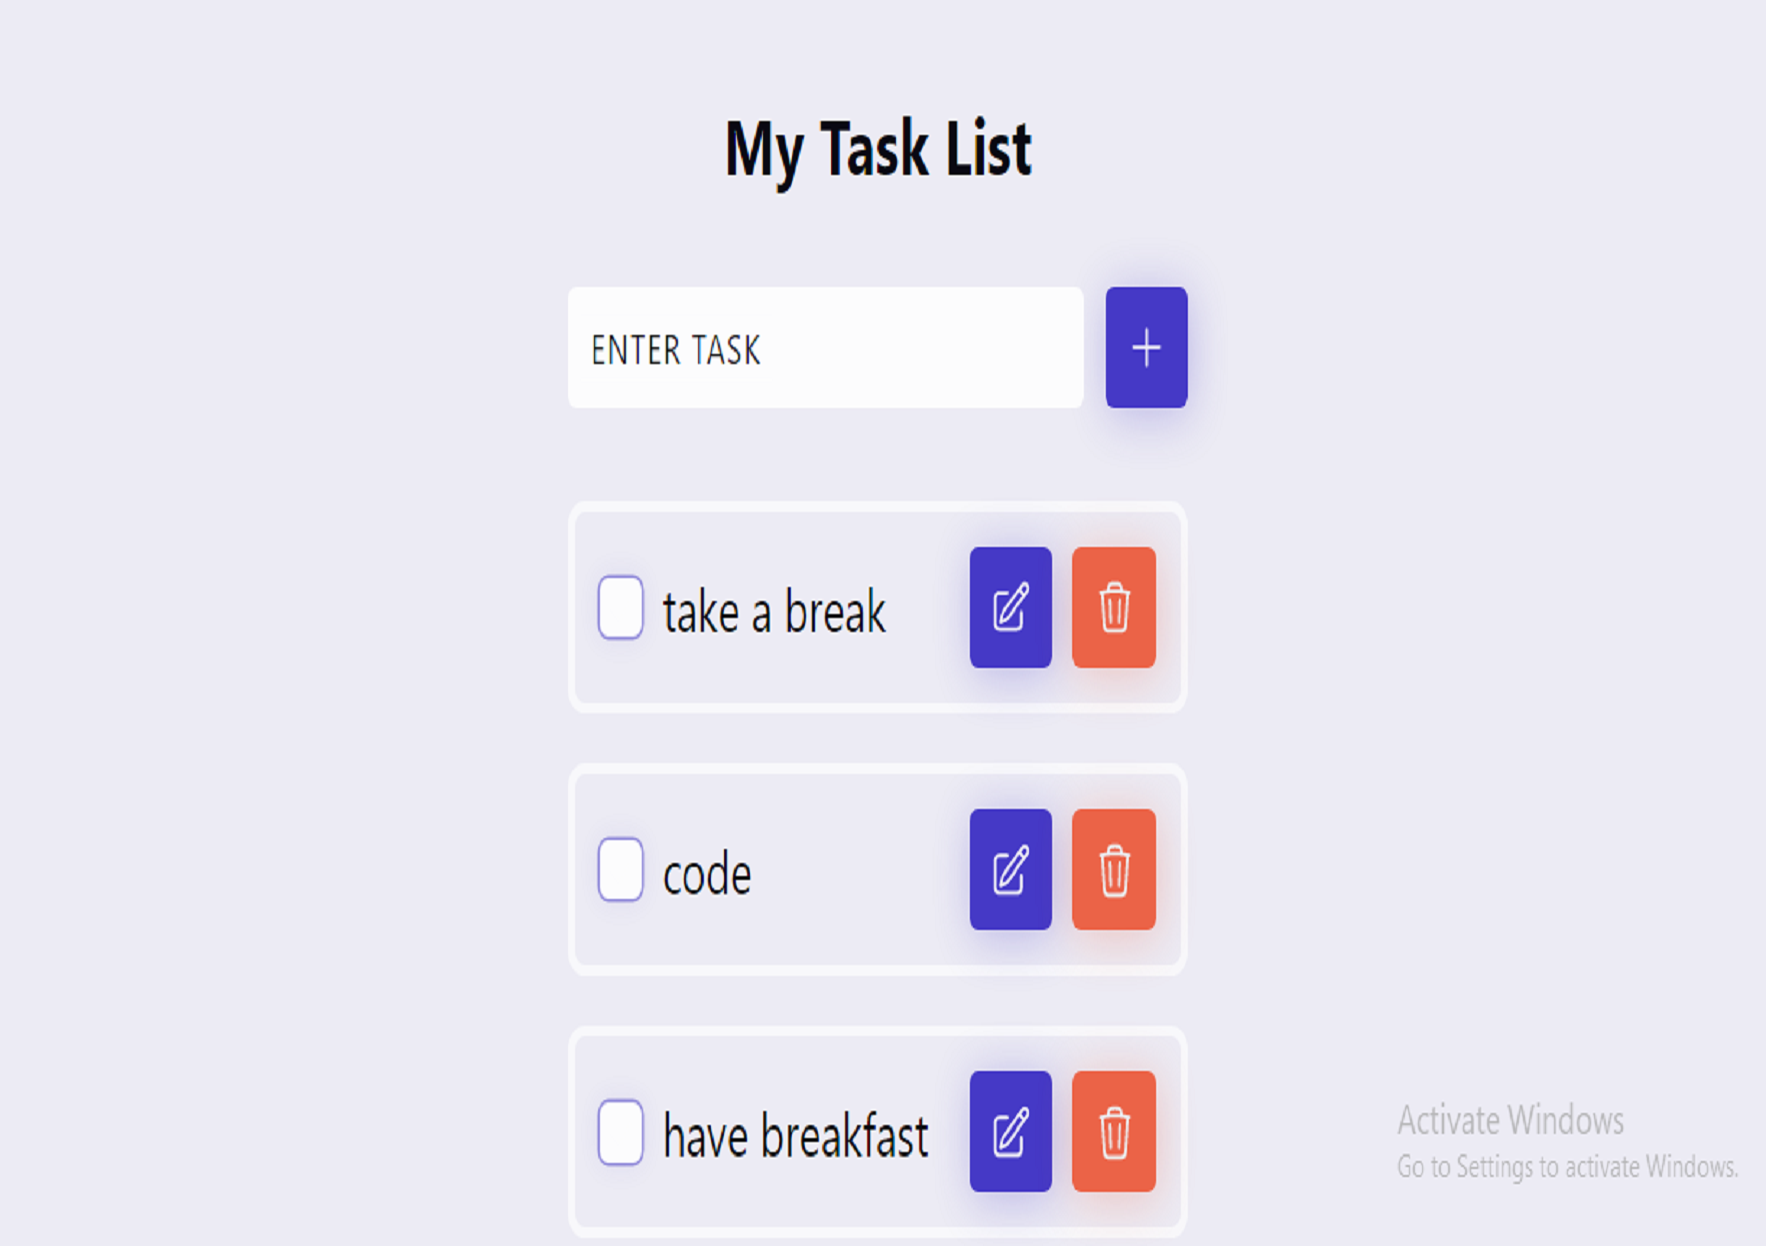 My Task List
ENTER TASK
take a break
code
have breakfast
Activate Windows
Go to Settings to activate Windows.